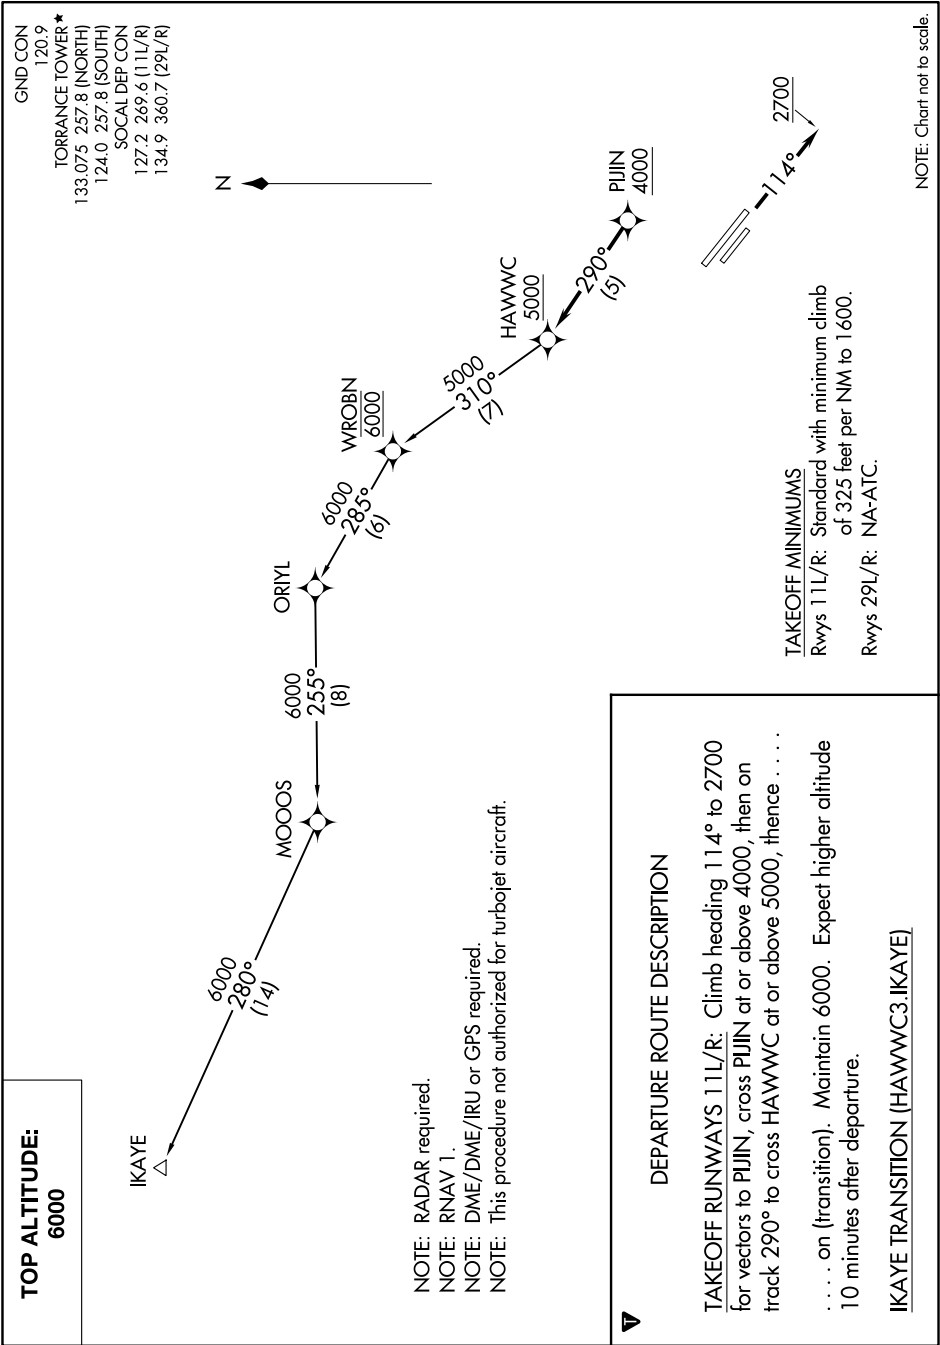 TOP ALTITUDE:
6000
GND CON
120.9
TORRANCE TOWER★
133.075 257.8 (NORTH)
124.0 257.8 (SOUTH)
SOCAL DEP CON
127.2 269.6 (11L/R)
134.9 360.7 (29L/R)
N
IKAYE
6000
280°
(14)
MOOOS
6000
255°
(8)
ORIYL
6000
285°
(6)
WROBN
6000
5000
310°
(7)
HAWWC
5000
290°
(5)
PIJIN
4000
114°
2700
NOTE: RADAR required.
NOTE: RNAV 1.
NOTE: DME/DME/IRU or GPS required.
NOTE: This procedure not authorized for turbojet aircraft.
TAKEOFF MINIMUMS
Rwys 11L/R: Standard with minimum climb
of 325 feet per NM to 1600.
Rwys 29L/R: NA-ATC.
NOTE: Chart not to scale.
T
DEPARTURE ROUTE DESCRIPTION
TAKEOFF RUNWAYS 11L/R: Climb heading 114° to 2700
for vectors to PIJIN, cross PIJIN at or above 4000, then on
track 290° to cross HAWWC at or above 5000, thence . . . .
. . . . on (transition). Maintain 6000. Expect higher altitude
10 minutes after departure.
IKAYE TRANSITION (HAWWC3.IKAYE)